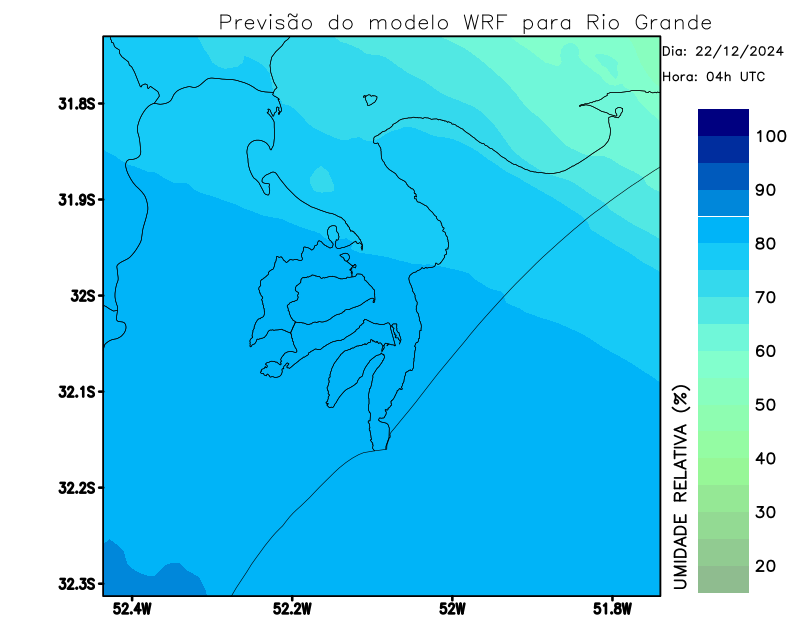 Previsão do modelo WRF para Rio Grande
Dia: 22/12/2024
Hora: 04h UTC
31.8S
31.9S
32S
32.1S
32.2S
32.3S
52.4W
52.2W
52W
51.8W
100
90
80
70
60
50
40
30
20
UMIDADE RELATIVA (%)